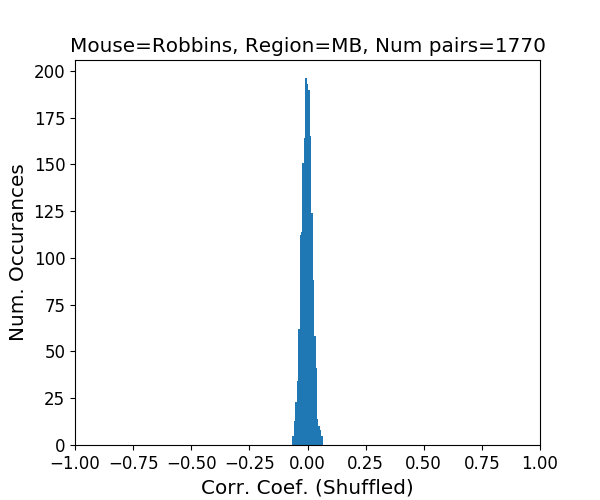 Mouse=Robbins, Region=MB, Num pairs=1770
Num. Occurances
200
175
150
125
100
75
50
25
0
−1.00 −0.75 −0.50 −0.25 0.00 0.25 0.50 0.75 1.00
Corr. Coef. (Shuffled)